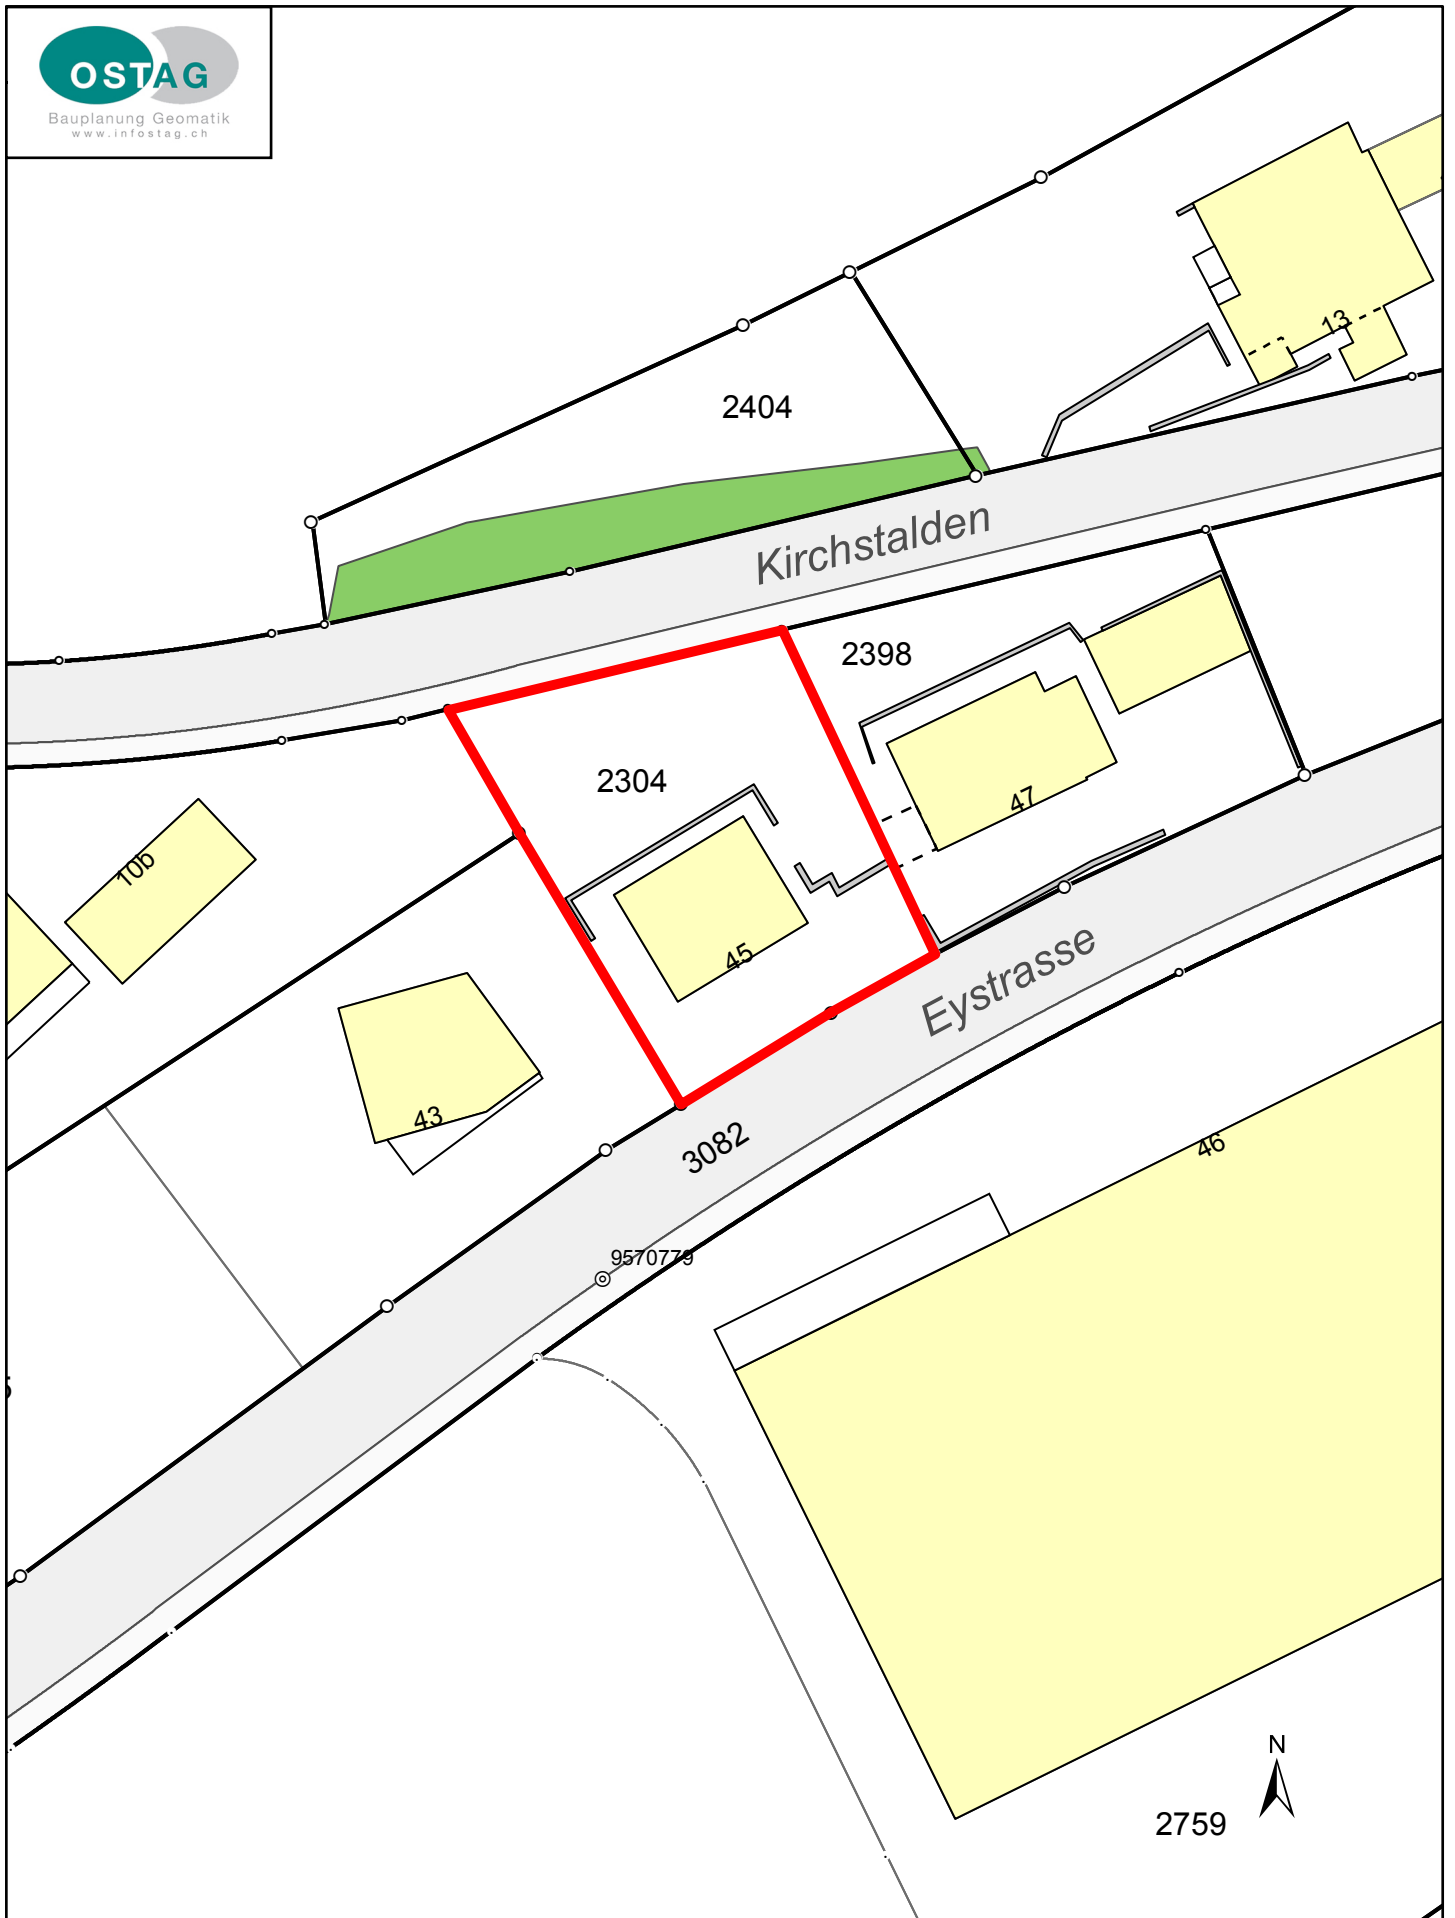 OSTAG
Bauplanung Geomatik
www.infostag.ch
13
2404
Kirchstalden
2398
2304
47
10b
45
Eystrasse
43
3082
46
9570779
N
2759